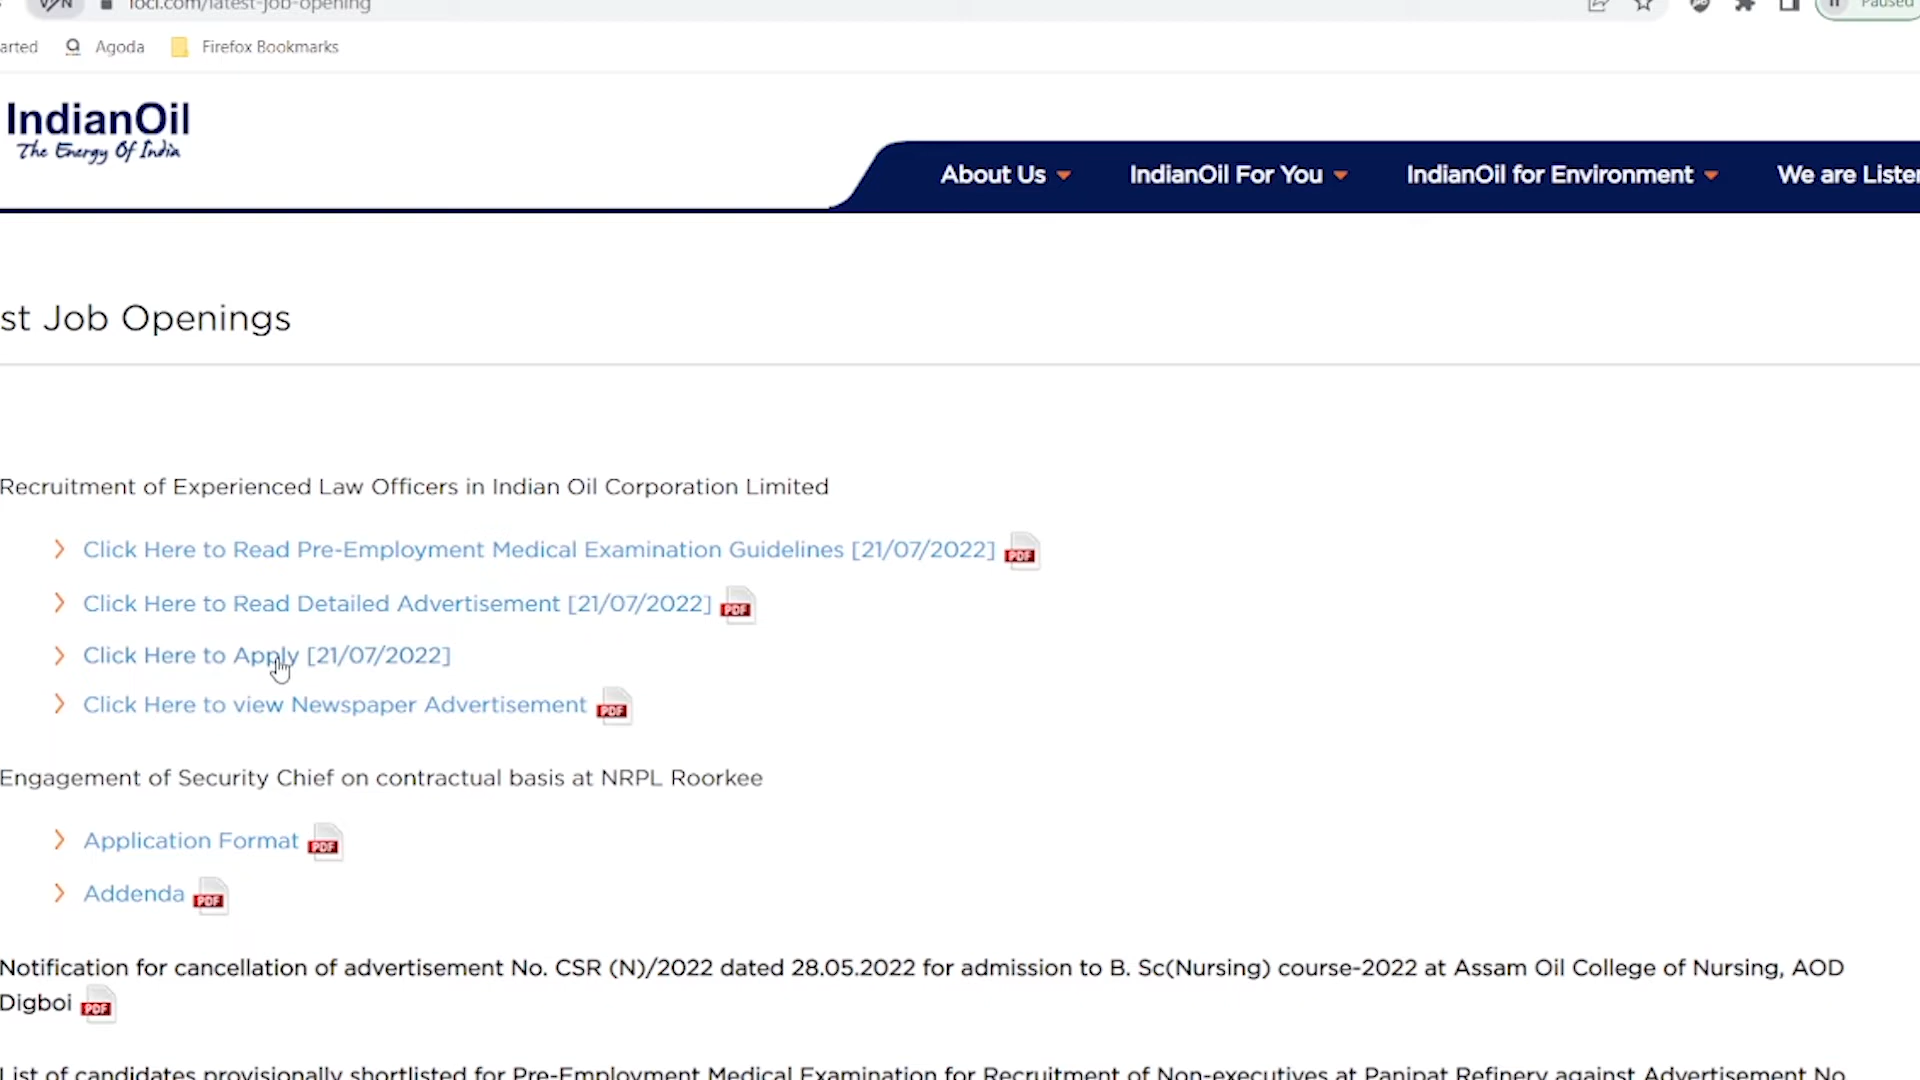 VPN iocl.com/latest-job-opening Paused
arted Agoda Firefox Bookmarks
IndianOil
The Energy Of India
About Us IndianOil For You IndianOil for Environment We are Listen
st Job Openings
Recruitment of Experienced Law Officers in Indian Oil Corporation Limited
Click Here to Read Pre-Employment Medical Examination Guidelines [21/07/2022] PDF
Click Here to Read Detailed Advertisement [21/07/2022] PDF
Click Here to Apply [21/07/2022]
Click Here to view Newspaper Advertisement PDF
Engagement of Security Chief on contractual basis at NRPL Roorkee
Application Format PDF
Addenda PDF
Notification for cancellation of advertisement No. CSR (N)/2022 dated 28.05.2022 for admission to B. Sc(Nursing) course-2022 at Assam Oil College of Nursing, AOD
Digboi PDF
List of candidates provisionally shortlisted for Pre-Employment Medical Examination for Recruitment of Non-executives at Panipat Refinery against Advertisement No